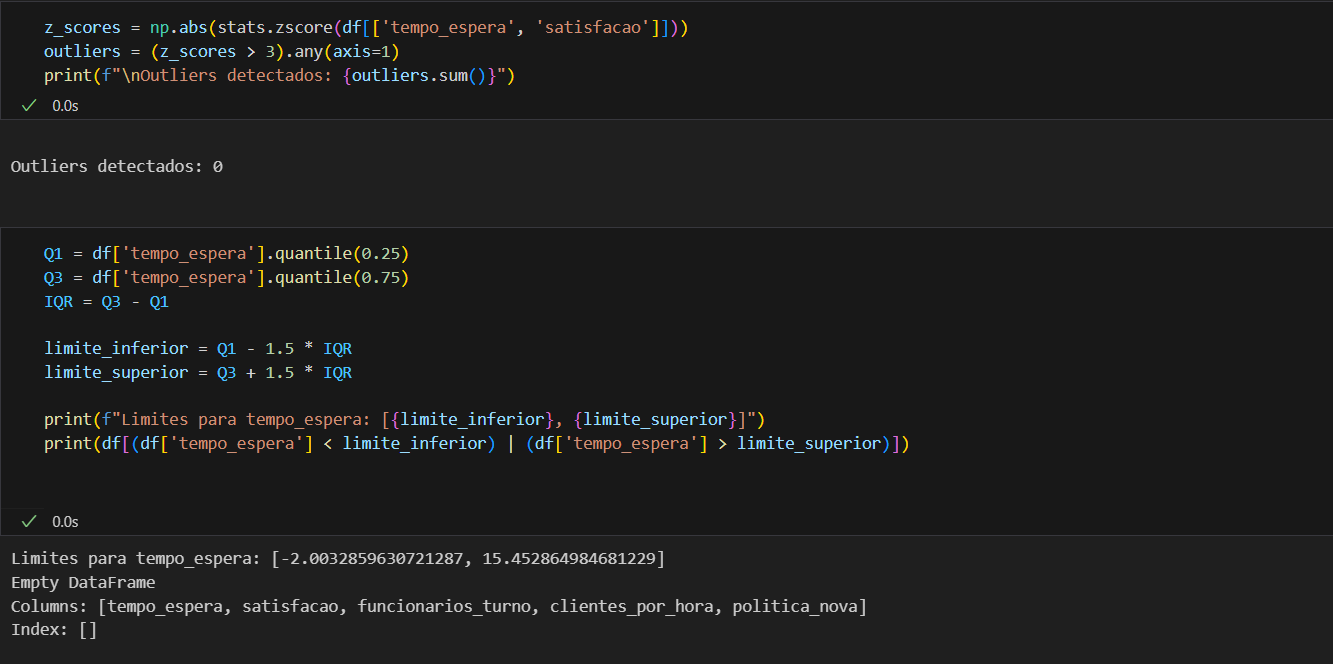 z_scores = np.abs(stats.zscore(df[['tempo_espera', 'satisfacao']]))
outliers = (z_scores > 3).any(axis=1)
print(f"\nOutliers detectados: {outliers.sum()}")
0.0s
Outliers detectados: 0
Q1 = df['tempo_espera'].quantile(0.25)
Q3 = df['tempo_espera'].quantile(0.75)
IQR = Q3 - Q1
limite_inferior = Q1 - 1.5 * IQR
limite_superior = Q3 + 1.5 * IQR
print(f"Limites para tempo_espera: [{limite_inferior}, {limite_superior}]")
print(df[(df['tempo_espera'] < limite_inferior) | (df['tempo_espera'] > limite_superior)])
0.0s
Limites para tempo_espera: [-2.0032859630721287, 15.452864984681229]
Empty DataFrame
Columns: [tempo_espera, satisfacao, funcionarios_turno, clientes_por_hora, politica_nova]
Index: []